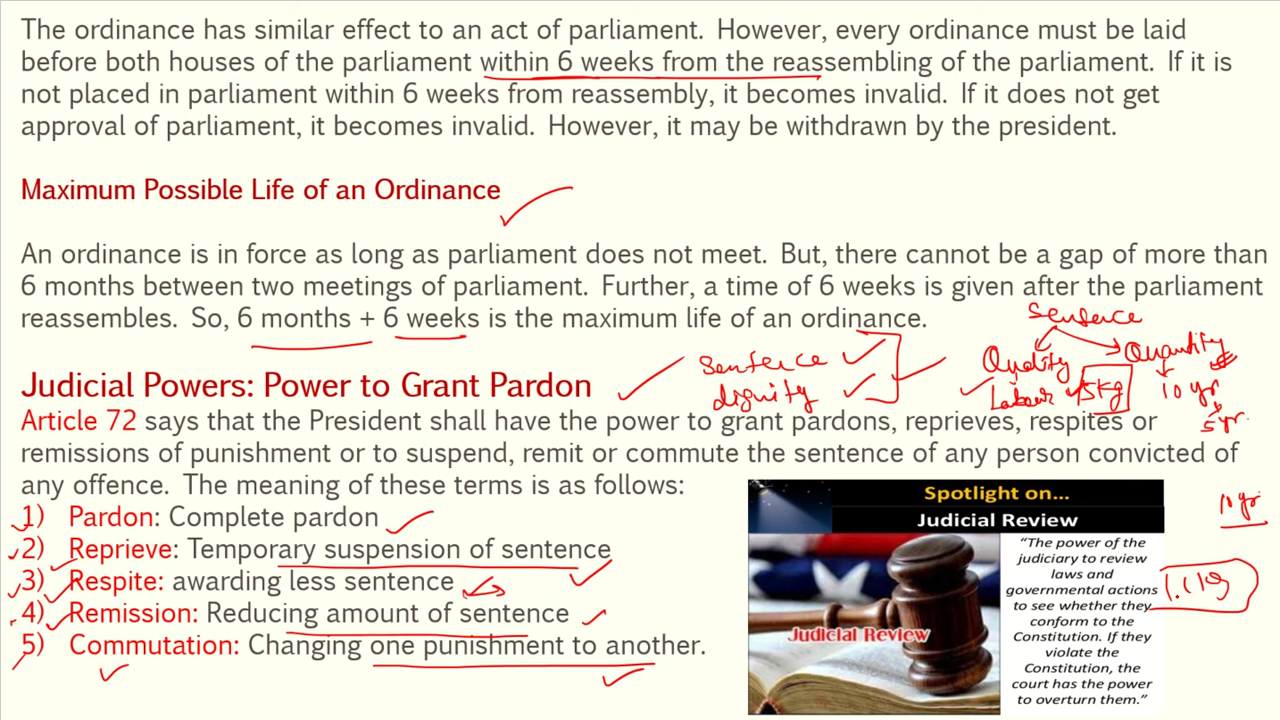 The ordinance has similar effect to an act of parliament. However, every ordinance must be laid
before both houses of the parliament within 6 weeks from the reassembling of the parliament. If it is
not placed in parliament within 6 weeks from reassembly, it becomes invalid. If it does not get
approval of parliament, it becomes invalid. However, it may be withdrawn by the president.
Maximum Possible Life of an Ordinance
An ordinance is in force as long as parliament does not meet. But, there cannot be a gap of more than
6 months between two meetings of parliament. Further, a time of 6 weeks is given after the parliament
reassembles. So, 6 months + 6 weeks is the maximum life of an ordinance.
Sentence
Quality Quantity
Labour 5kg 10 yr
5 yr.
Sentence
dignity
Judicial Powers: Power to Grant Pardon
Article 72 says that the President shall have the power to grant pardons, reprieves, respites or
remissions of punishment or to suspend, remit or commute the sentence of any person convicted of
any offence. The meaning of these terms is as follows:
1) Pardon: Complete pardon
2) Reprieve: Temporary suspension of sentence
3) Respite: awarding less sentence
4) Remission: Reducing amount of sentence
5) Commutation: Changing one punishment to another.
Spotlight on...
Judicial Review
Judicial Review
“The power of the
judiciary to review
laws and
governmental actions
to see whether they
conform to the
Constitution. If they
violate the
Constitution, the
court has the power
to overturn them.”
10 yr